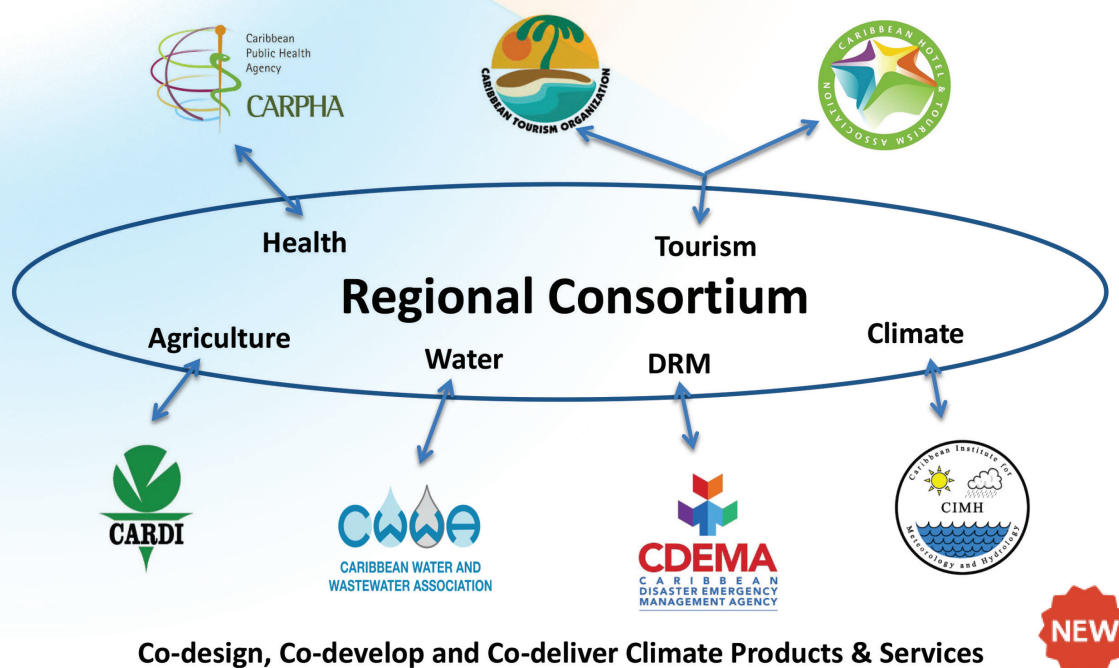 Caribbean
Public Health
Agency
CARPHA
CARIBBEAN TOURISM ORGANIZATION
CARIBBEAN HOTEL & TOURISM ASSOCIATION
Health
Tourism
Regional Consortium
Agriculture
Water
DRM
Climate
CARDI
CWWA
CARIBBEAN WATER AND
WASTEWATER ASSOCIATION
CDEMA
CARIBBEAN
DISASTER EMERGENCY
MANAGEMENT AGENCY
Caribbean Institute for
CIMH
Meteorology and Hydrology
NEW
Co-design, Co-develop and Co-deliver Climate Products & Services